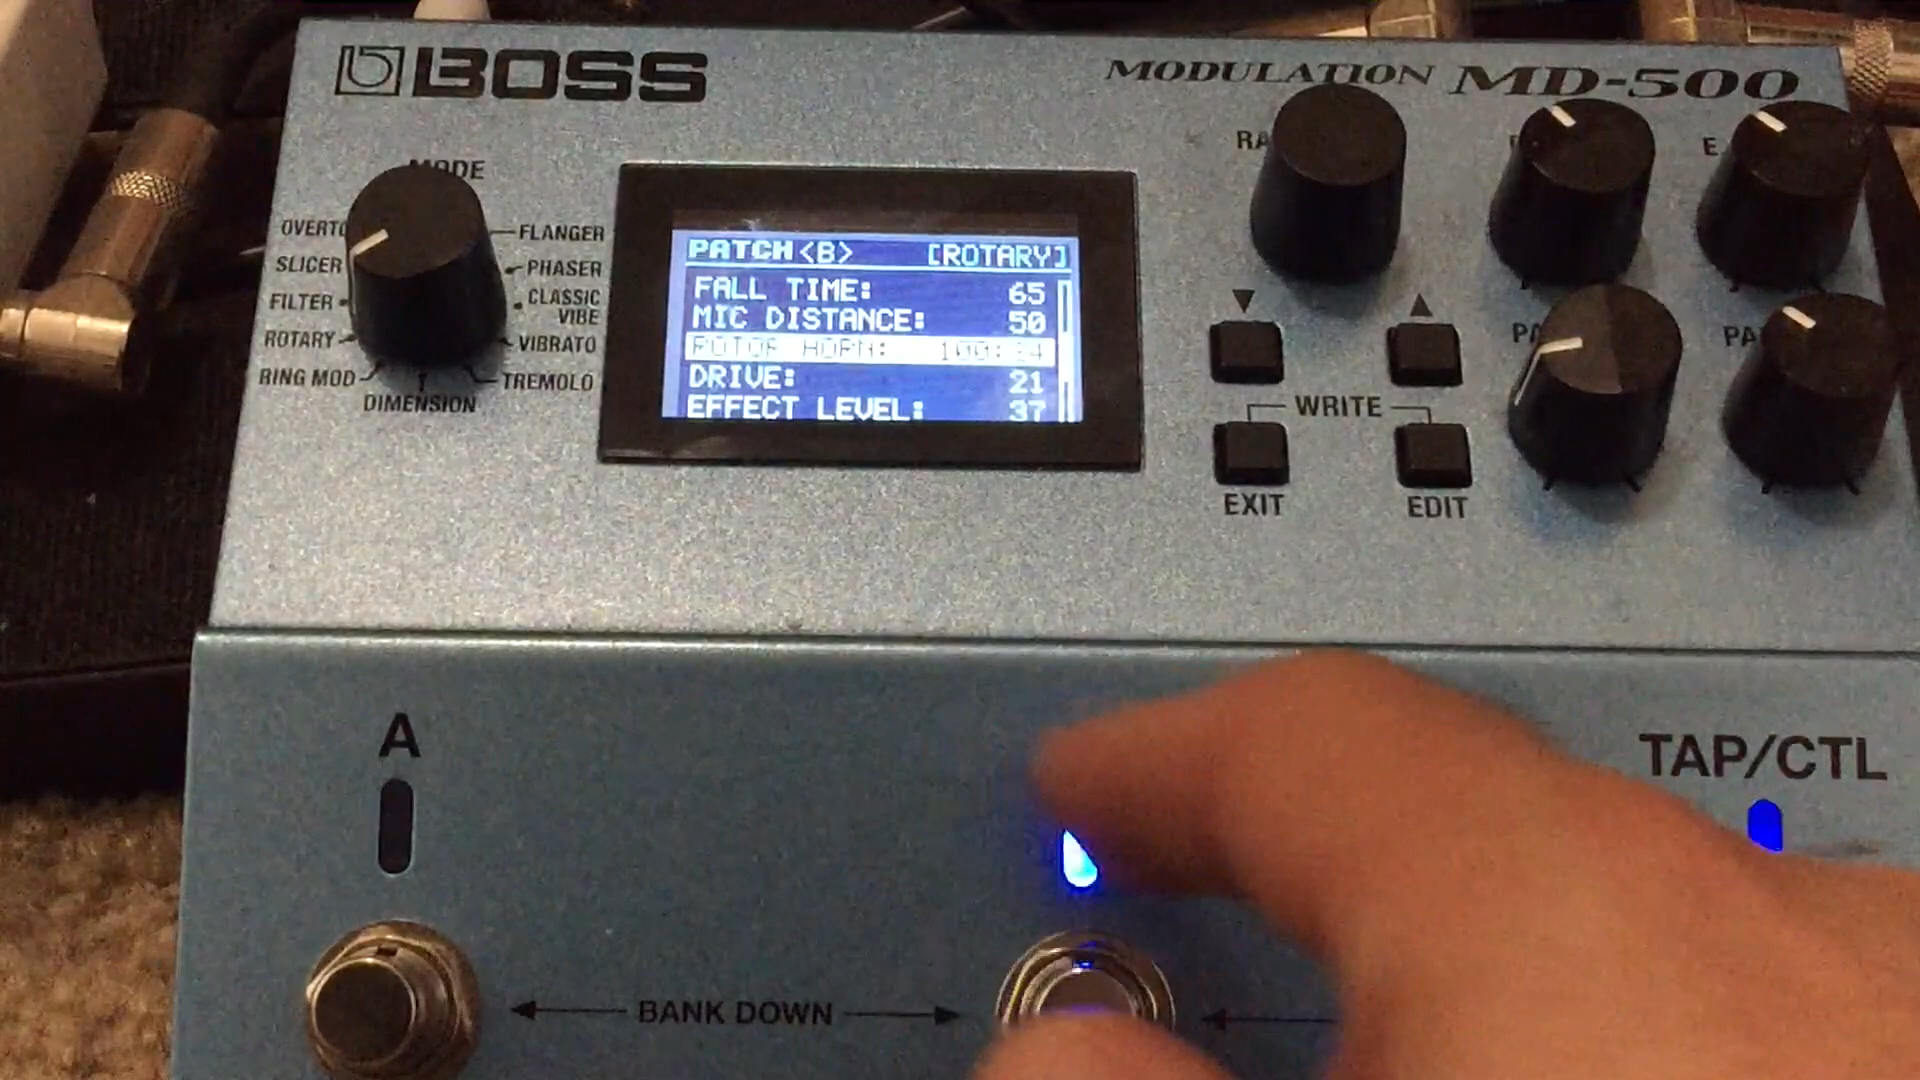 BOSS
MODULATION MD-500
MODE
OVERTO
FLANGER
SLICER
PHASER
FILTER
CLASSIC
VIBE
ROTARY
VIBRATO
RING MOD
TREMOLO
DIMENSION
PATCH<B> [ROTARY]
FALL TIME: 65
MIC DISTANCE: 50
ROTOR HORN:
DRIVE: 21
EFFECT LEVEL: 37
RA
E
PA
PA
WRITE
EXIT
EDIT
A
TAP/CTL
BANK DOWN